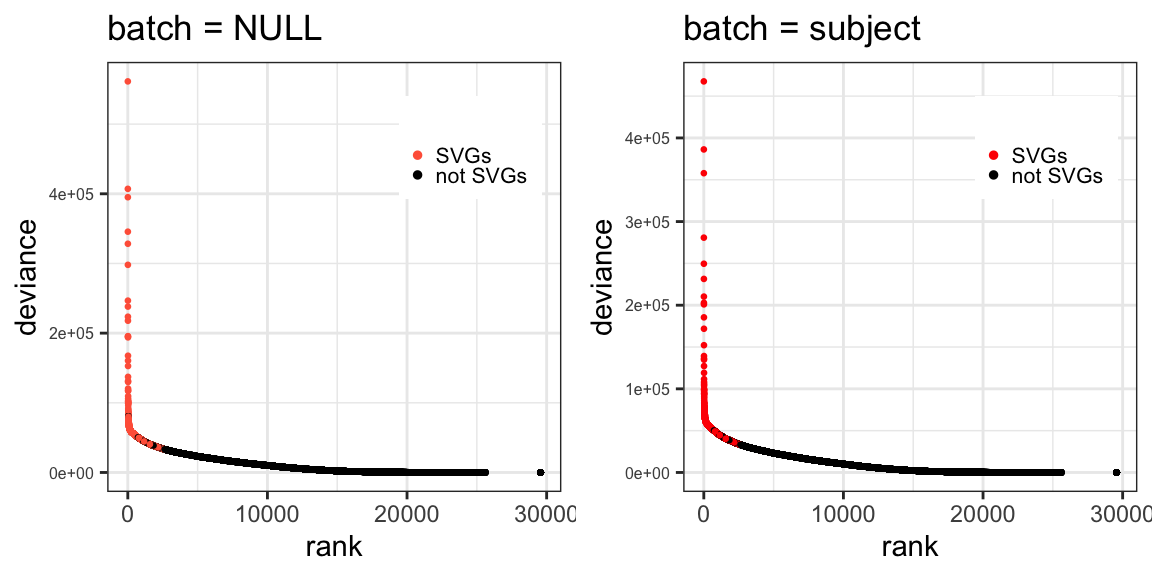 batch = NULL
deviance
4e+05
2e+05
0e+00
SVGs
not SVGs
0
10000
20000
30000
rank
batch = subject
deviance
4e+05
3e+05
2e+05
1e+05
0e+00
SVGs
not SVGs
0
10000
20000
30000
rank